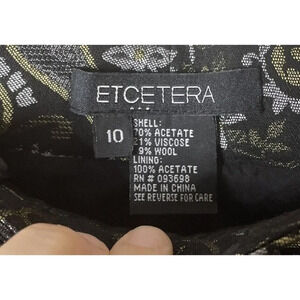 ETCETERA
10
SHELL:
70% ACETATE
21% VISCOSE
9% WOOL
LINING:
100% ACETATE
RN # 093698
MADE IN CHINA
SEE REVERSE FOR CARE